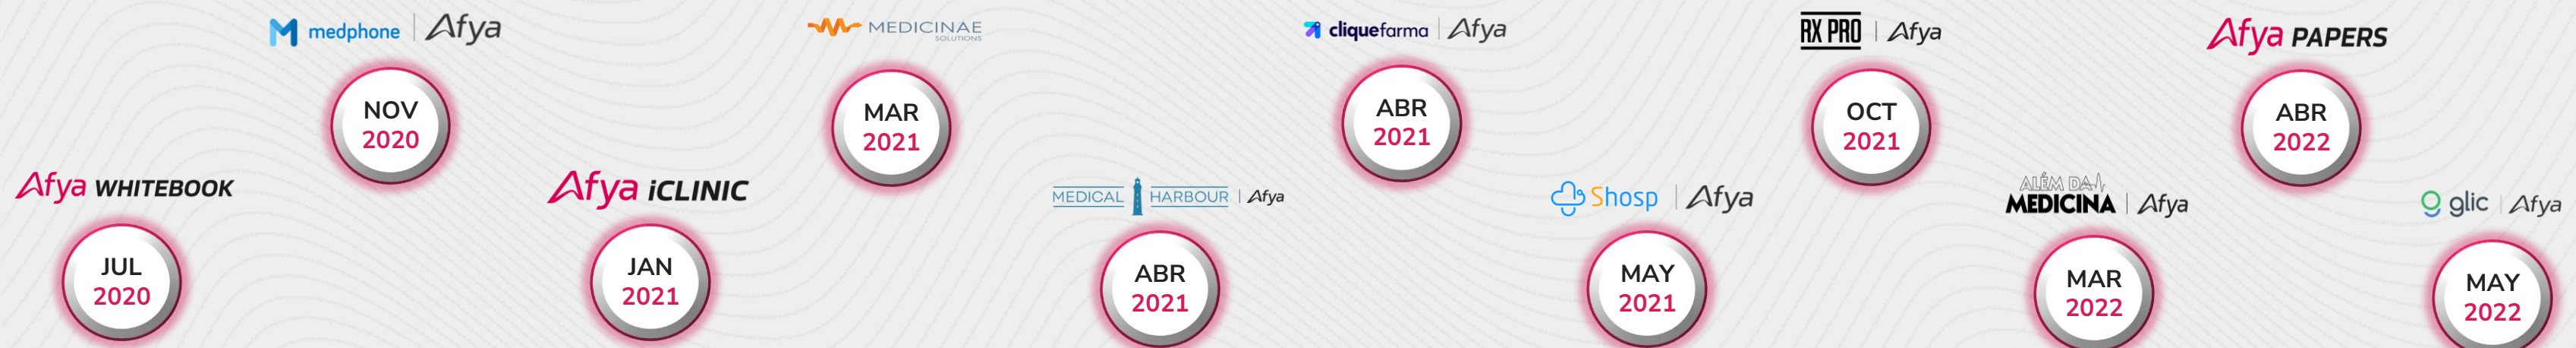 Afya WHITEBOOK
JUL
2020
medphone | Afya
NOV
2020
Afya iCLINIC
JAN
2021
MEDICINAE
SOLUTIONS
MAR
2021
MEDICAL HARBOUR | Afya
ABR
2021
cliquefarma | Afya
ABR
2021
Shosp | Afya
MAY
2021
RX PRO | Afya
OCT
2021
ALÉM DA
MEDICINA | Afya
MAR
2022
Afya PAPERS
ABR
2022
glic | Afya
MAY
2022